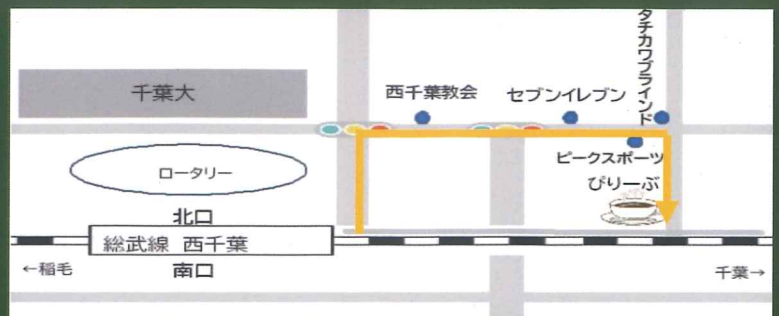 タチカワブラインド
千葉大
西千葉教会
セブンイレブン
ロータリー
ピークスポーツ
ぴりーぶ
北口
総武線 西千葉
←稲毛
南口
千葉→